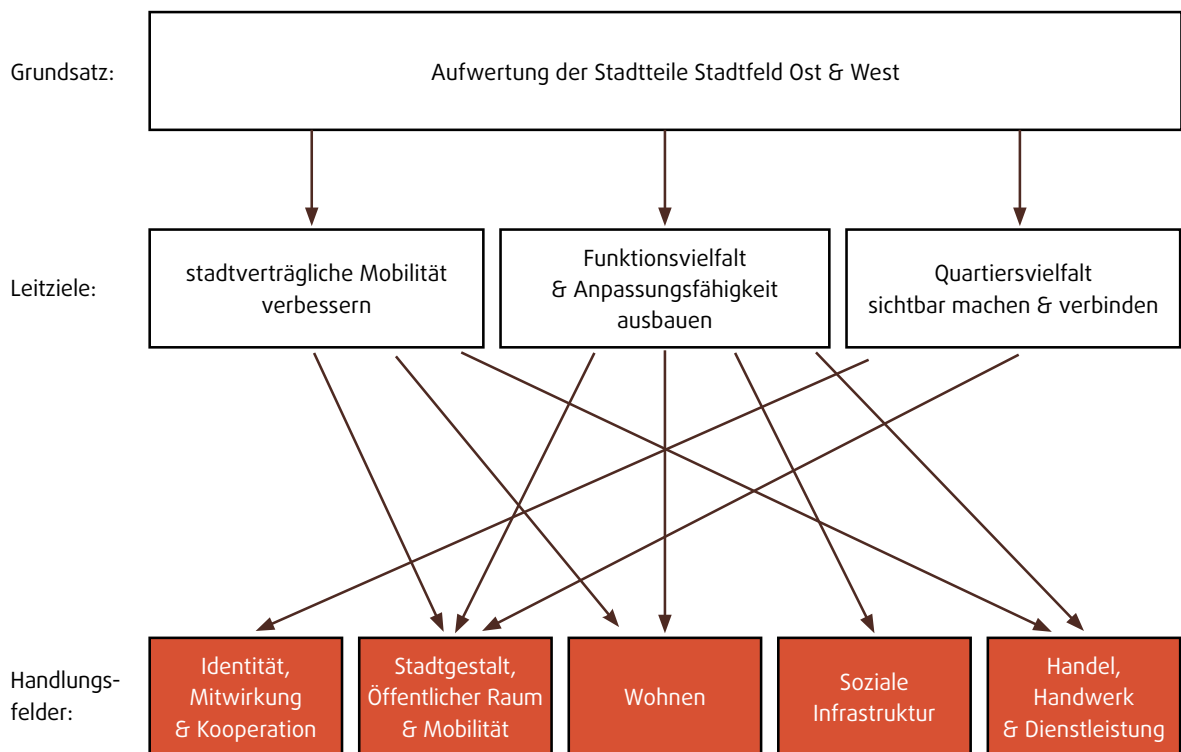 Grundsatz:
Aufwertung der Stadtteile Stadtfeld Ost & West
Leitziele:
stadtverträgliche Mobilität
verbessern
Funktionsvielfalt
& Anpassungsfähigkeit
ausbauen
Quartiersvielfalt
sichtbar machen & verbinden
Handlungs-
felder:
Identität,
Mitwirkung
& Kooperation
Stadtgestalt,
Öffentlicher Raum
& Mobilität
Wohnen
Soziale
Infrastruktur
Handel,
Handwerk
& Dienstleistung